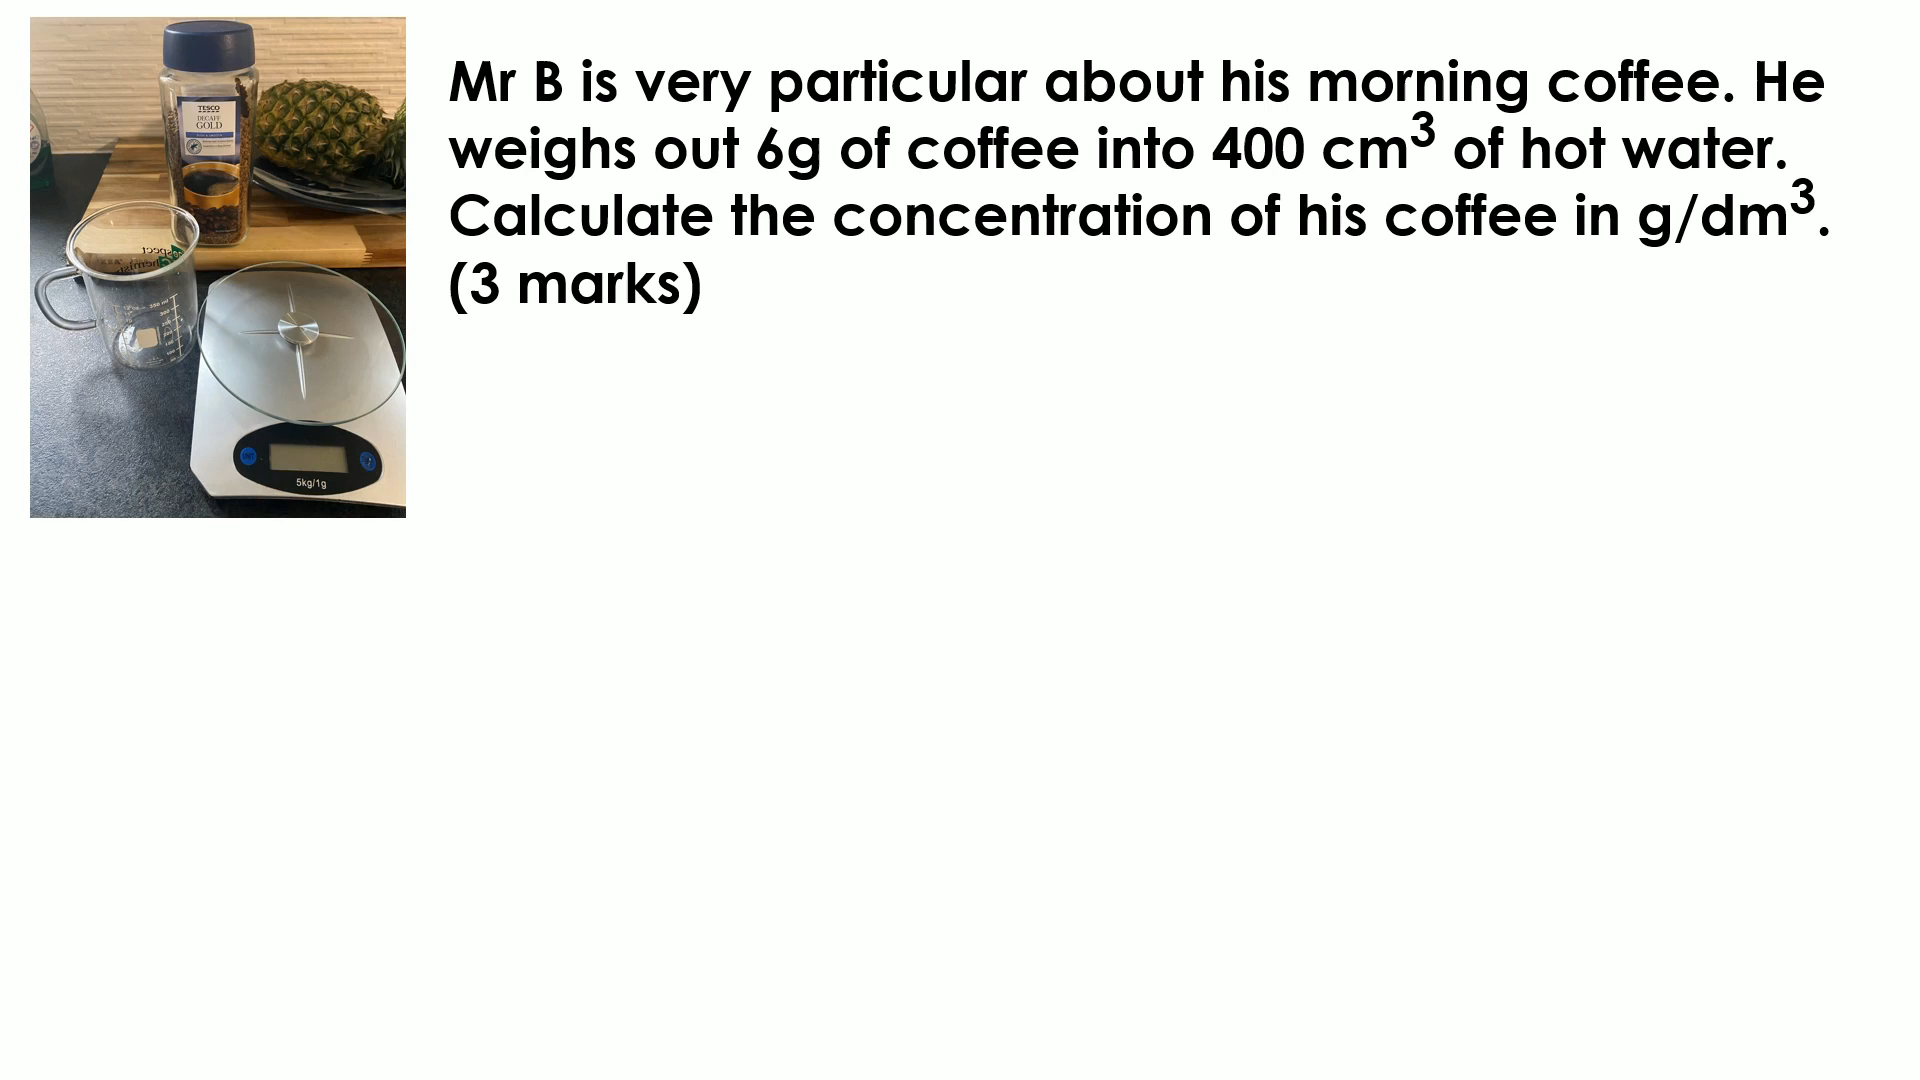 Mr B is very particular about his morning coffee. He
weighs out 6g of coffee into 400 cm³ of hot water.
Calculate the concentration of his coffee in g/dm³.
(3 marks)
TESCO
DECAFF
GOLD
5kg/1g